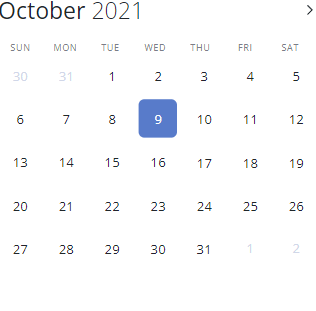 October 2021
SUN MON TUE WED THU FRI SAT
30 31 1 2 3 4 5
6 7 8 9 10 11 12
13 14 15 16 17 18 19
20 21 22 23 24 25 26
27 28 29 30 31 1 2